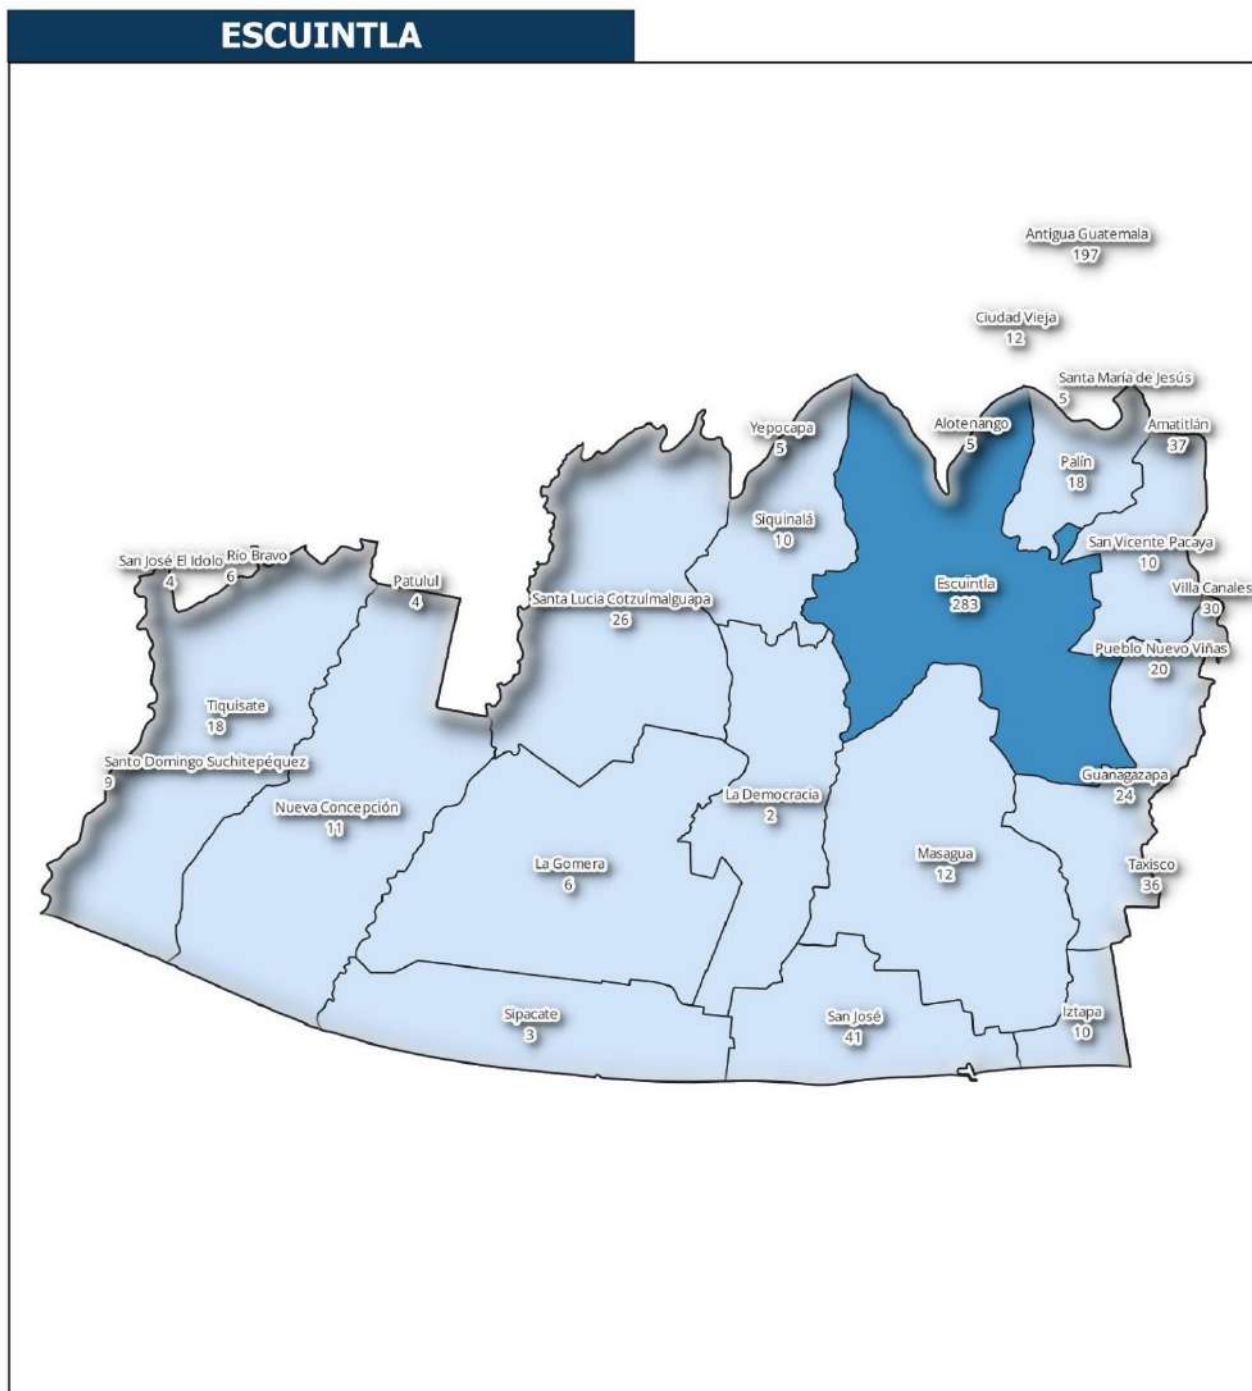 ESCUINTLA
Antigua Guatemala
197
Ciudad Vieja
12
Santa María de Jesús
5
Yepocapa
5
Alotenango
5
Amatitlán
37
Palín
18
Siquinalá
10
San Vicente Pacaya
10
San José El Idolo
4
Río Bravo
6
Patulul
4
Santa Lucía Cotzulmalguapa
26
Escuintla
283
Villa Canales
30
Pueblo Nuevo Viñas
20
Tiquisate
18
Santo Domingo Suchitepéquez
9
Nueva Concepción
11
La Democracia
2
Guanagazapa
24
La Gomera
6
Masagua
12
Taxisco
36
Sipacate
3
San José
41
Iztapa
10